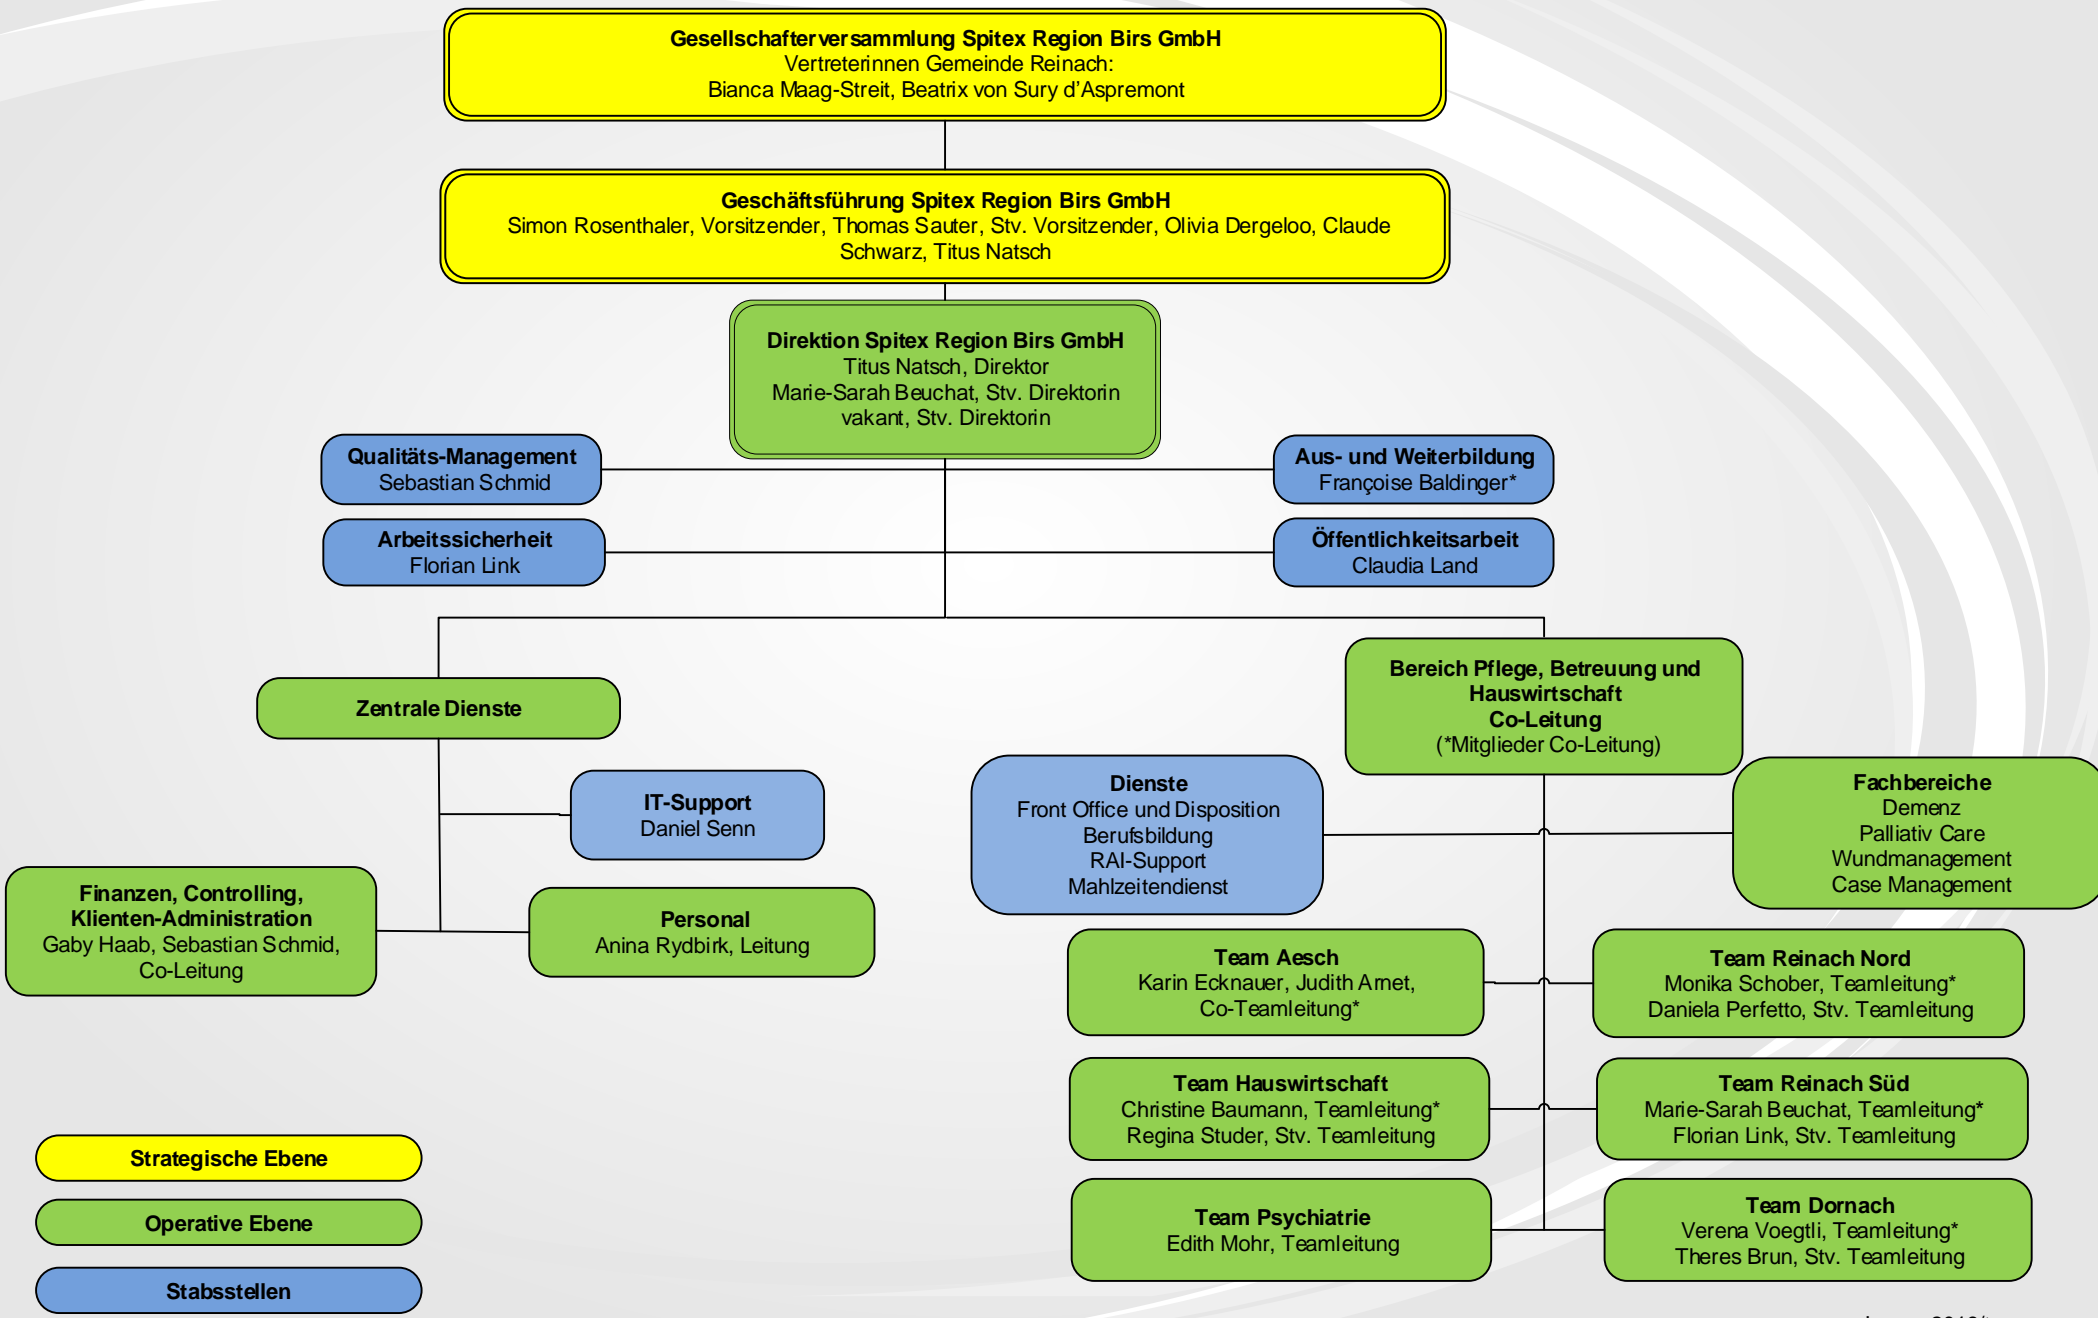 Gesellschafterversammlung Spitex Region Birs GmbH
Vertreterinnen Gemeinde Reinach:
Bianca Maag-Streit, Beatrix von Sury d’Aspremont
Geschäftsführung Spitex Region Birs GmbH
Simon Rosenthaler, Vorsitzender, Thomas Sauter, Stv. Vorsitzender, Olivia Dergeloo, Claude
Schwarz, Titus Natsch
Direktion Spitex Region Birs GmbH
Titus Natsch, Direktor
Marie-Sarah Beuchat, Stv. Direktorin
vakant, Stv. Direktorin
Qualitäts-Management
Sebastian Schmid
Aus- und Weiterbildung
Françoise Baldinger*
Arbeitssicherheit
Florian Link
Öffentlichkeitsarbeit
Claudia Land
Zentrale Dienste
Bereich Pflege, Betreuung und
Hauswirtschaft
Co-Leitung
(*Mitglieder Co-Leitung)
IT-Support
Daniel Senn
Dienste
Front Office und Disposition
Berufsbildung
RAI-Support
Mahlzeitendienst
Fachbereiche
Demenz
Palliativ Care
Wundmanagement
Case Management
Finanzen, Controlling,
Klienten-Administration
Gaby Haab, Sebastian Schmid,
Co-Leitung
Personal
Anina Rydbirk, Leitung
Team Aesch
Karin Ecknauer, Judith Arnet,
Co-Teamleitung*
Team Reinach Nord
Monika Schober, Teamleitung*
Daniela Perfetto, Stv. Teamleitung
Team Hauswirtschaft
Christine Baumann, Teamleitung*
Regina Studer, Stv. Teamleitung
Team Reinach Süd
Marie-Sarah Beuchat, Teamleitung*
Florian Link, Stv. Teamleitung
Team Psychiatrie
Edith Mohr, Teamleitung
Team Dornach
Verena Voegtli, Teamleitung*
Theres Brun, Stv. Teamleitung
Strategische Ebene
Operative Ebene
Stabsstellen